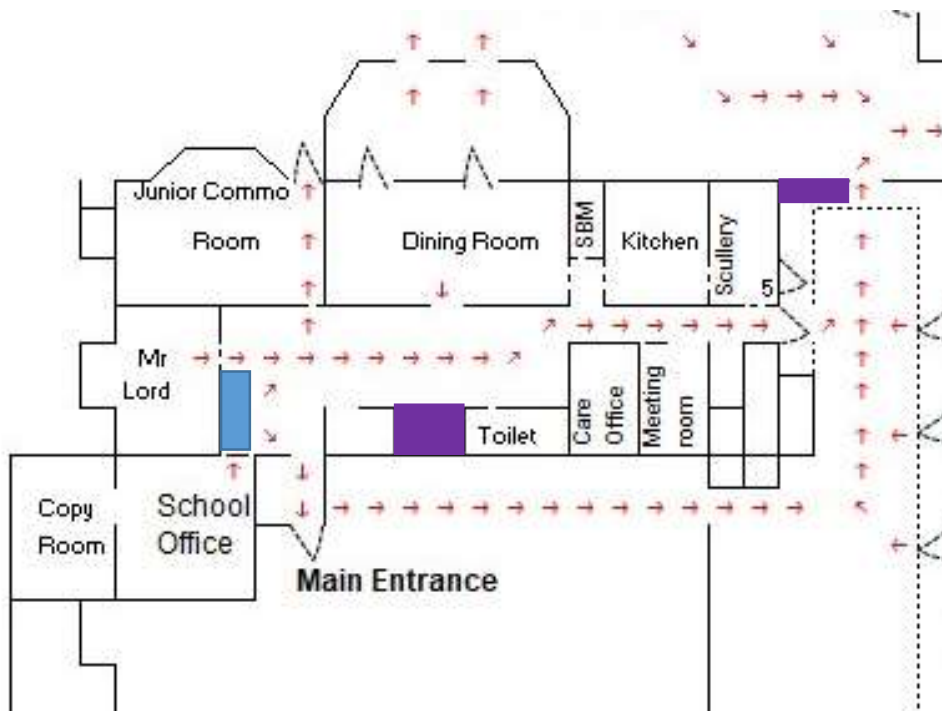 Junior Commo
Room
Dining Room
SBM
Kitchen
Scullery
5
Mr
Lord
Toilet
Care
Office
Meeting
room
Copy
Room
School
Office
Main Entrance